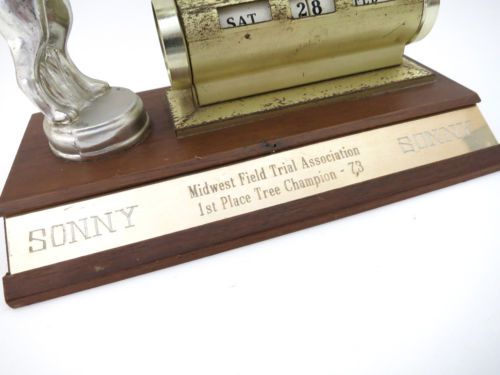 SAT 28
SONNY
Midwest Field Trial Association
1st Place Tree Champion - 73
SONNY